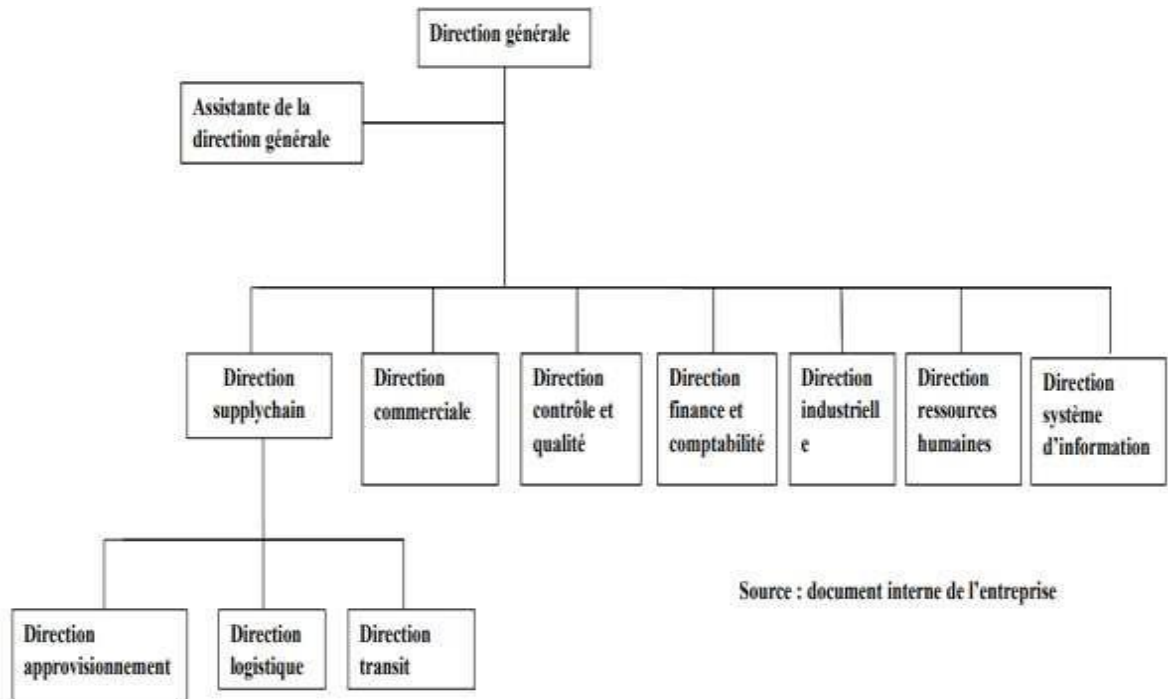 Direction générale
Assistante de la
direction générale
Direction
supplychain
Direction
commerciale
Direction
contrôle et
qualité
Direction
finance et
comptabilité
Direction
industriell
e
Direction
ressources
humaines
Direction
système
d'information
Source : document interne de l'entreprise
Direction
approvisionnement
Direction
logistique
Direction
transit